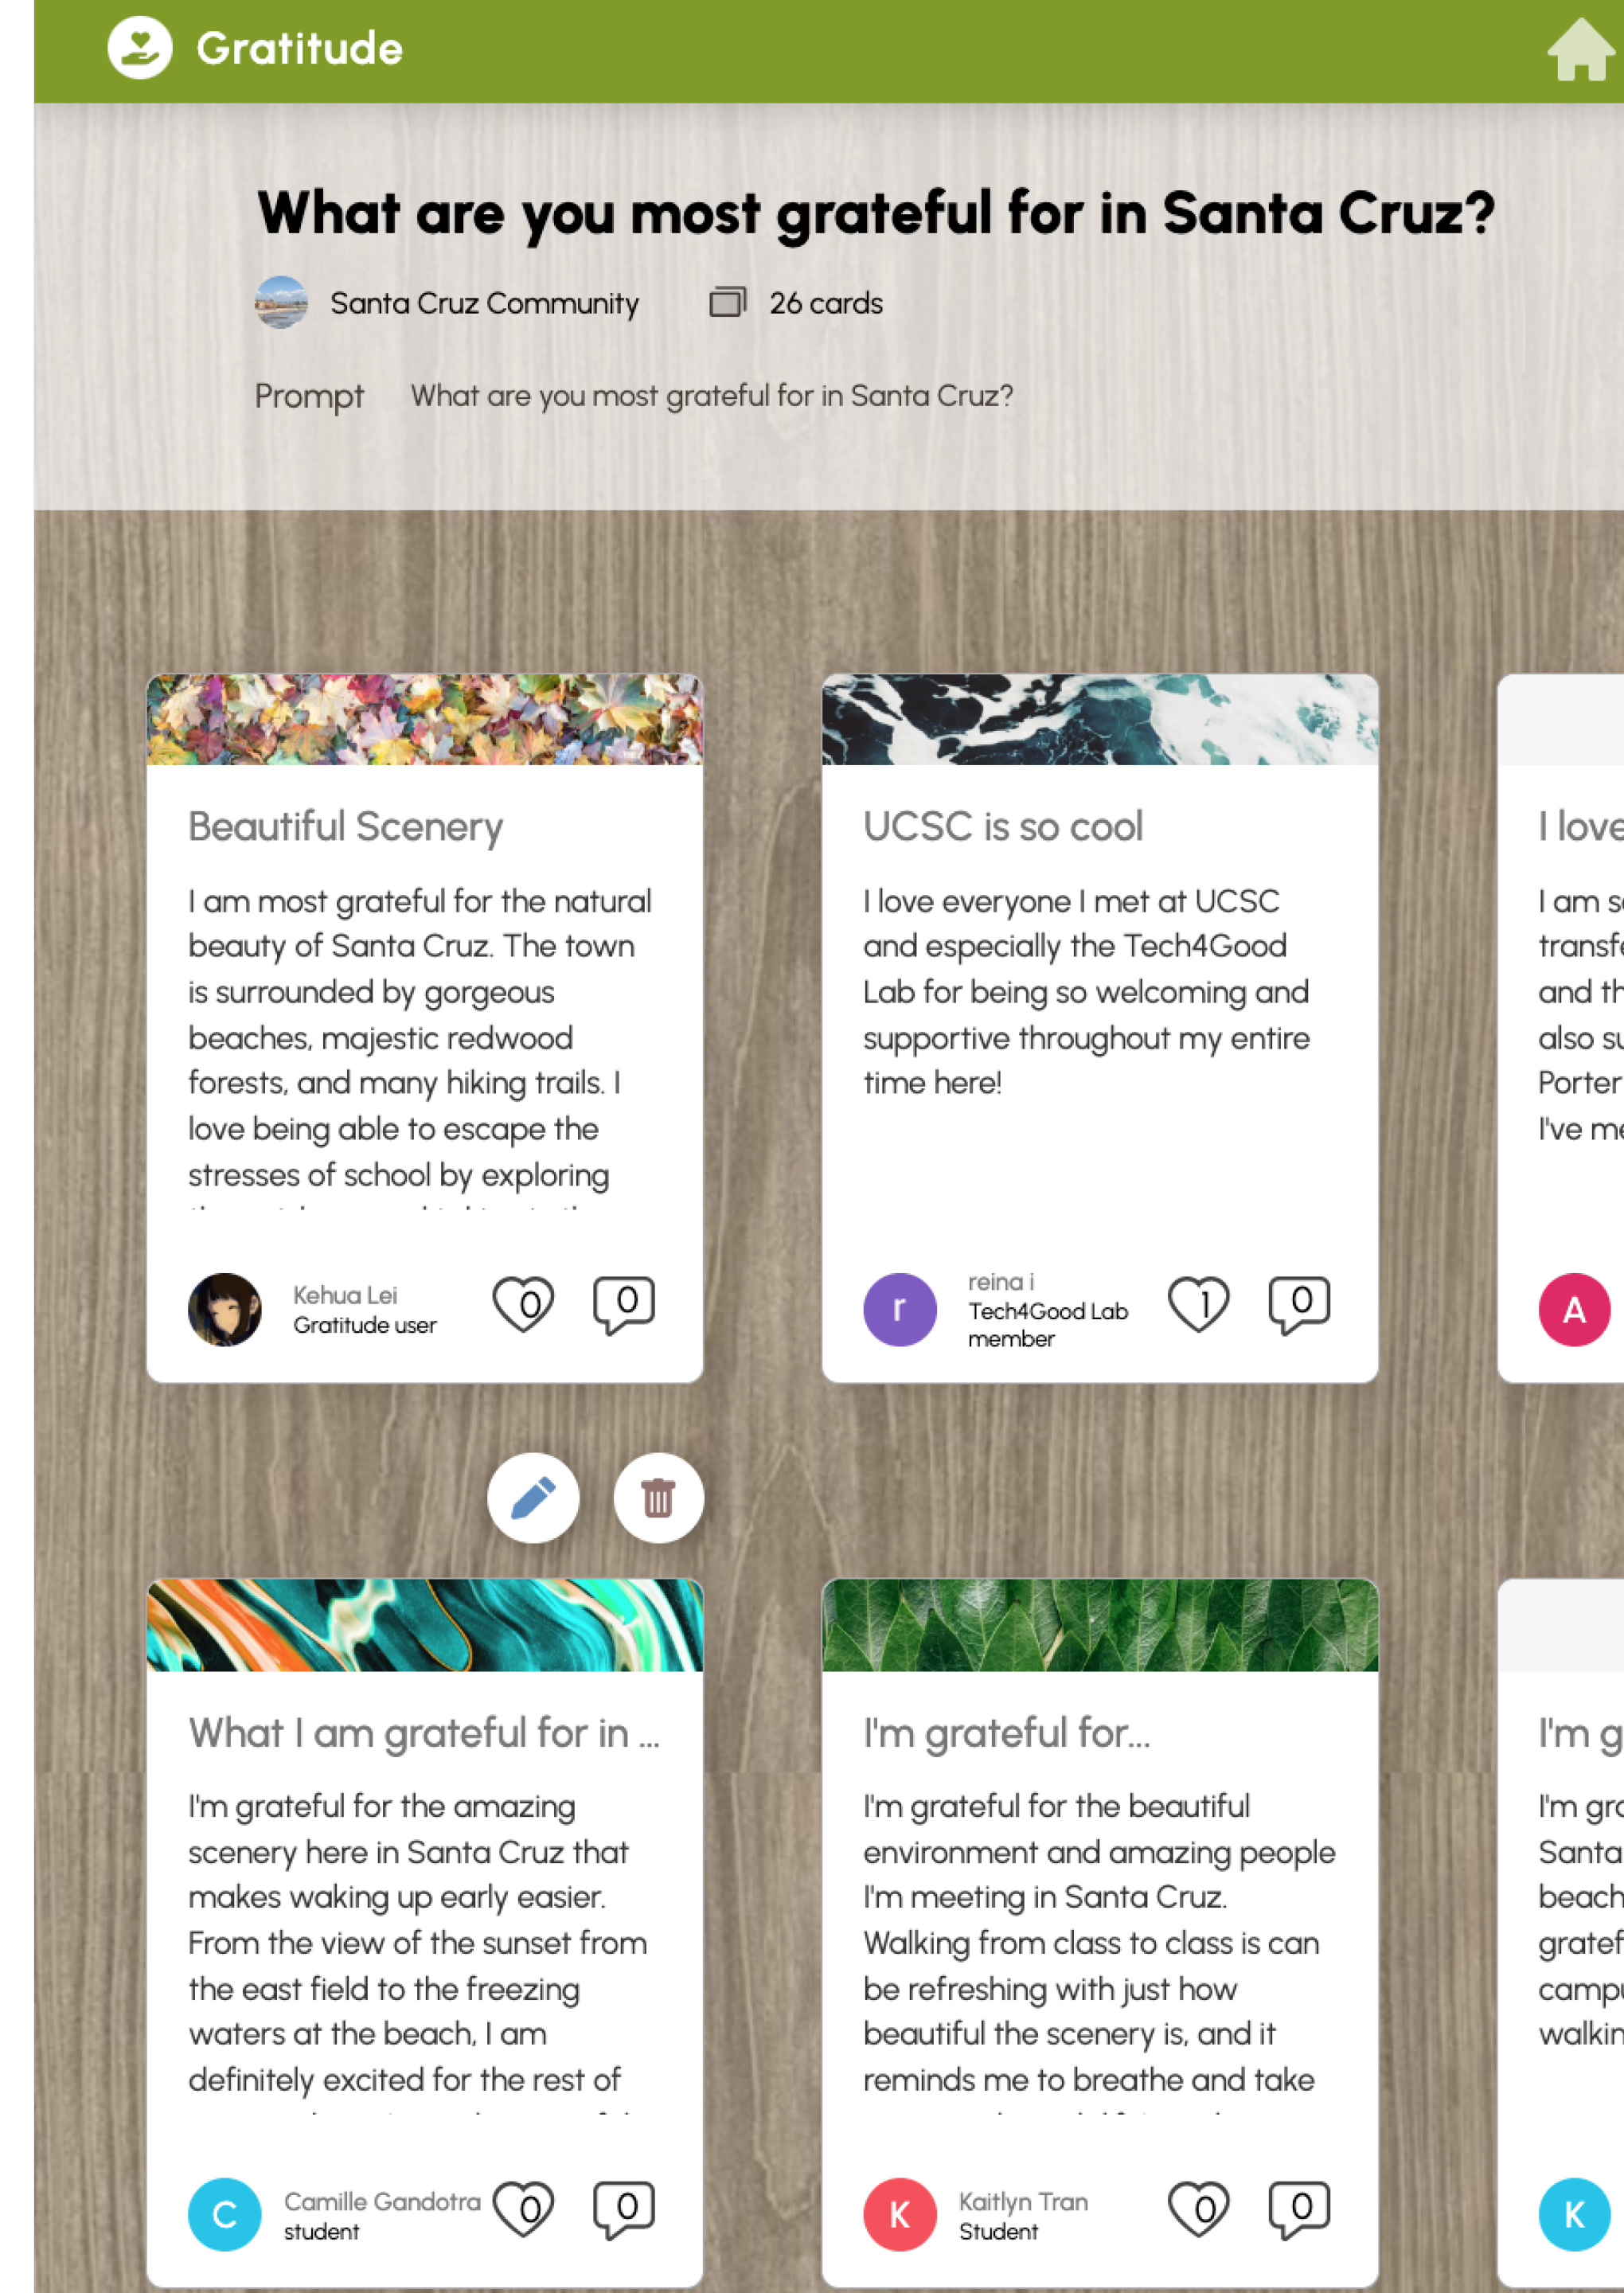 Gratitude
What are you most grateful for in Santa Cruz?
Santa Cruz Community
26 cards
Prompt
What are you most grateful for in Santa Cruz?
Beautiful Scenery
I am most grateful for the natural
beauty of Santa Cruz. The town
is surrounded by gorgeous
beaches, majestic redwood
forests, and many hiking trails. I
love being able to escape the
stresses of school by exploring
Kehua Lei
Gratitude user
0
0
UCSC is so cool
I love everyone I met at UCSC
and especially the Tech4Good
Lab for being so welcoming and
supportive throughout my entire
time here!
r
reina i
Tech4Good Lab
member
1
0
I love
I am
and
also
Porter
I've
A
What I am grateful for in ...
I'm grateful for the amazing
scenery here in Santa Cruz that
makes waking up early easier.
From the view of the sunset from
the east field to the freezing
waters at the beach, I am
definitely excited for the rest of
C
Camille Gandotra
student
0
0
I'm grateful for...
I'm grateful for the beautiful
environment and amazing people
I'm meeting in Santa Cruz.
Walking from class to class is can
be refreshing with just how
beautiful the scenery is, and it
reminds me to breathe and take
K
Kaitlyn Tran
Student
0
0
I'm g
I'm gr
Santa
beach
gratef
camp
walkin
K